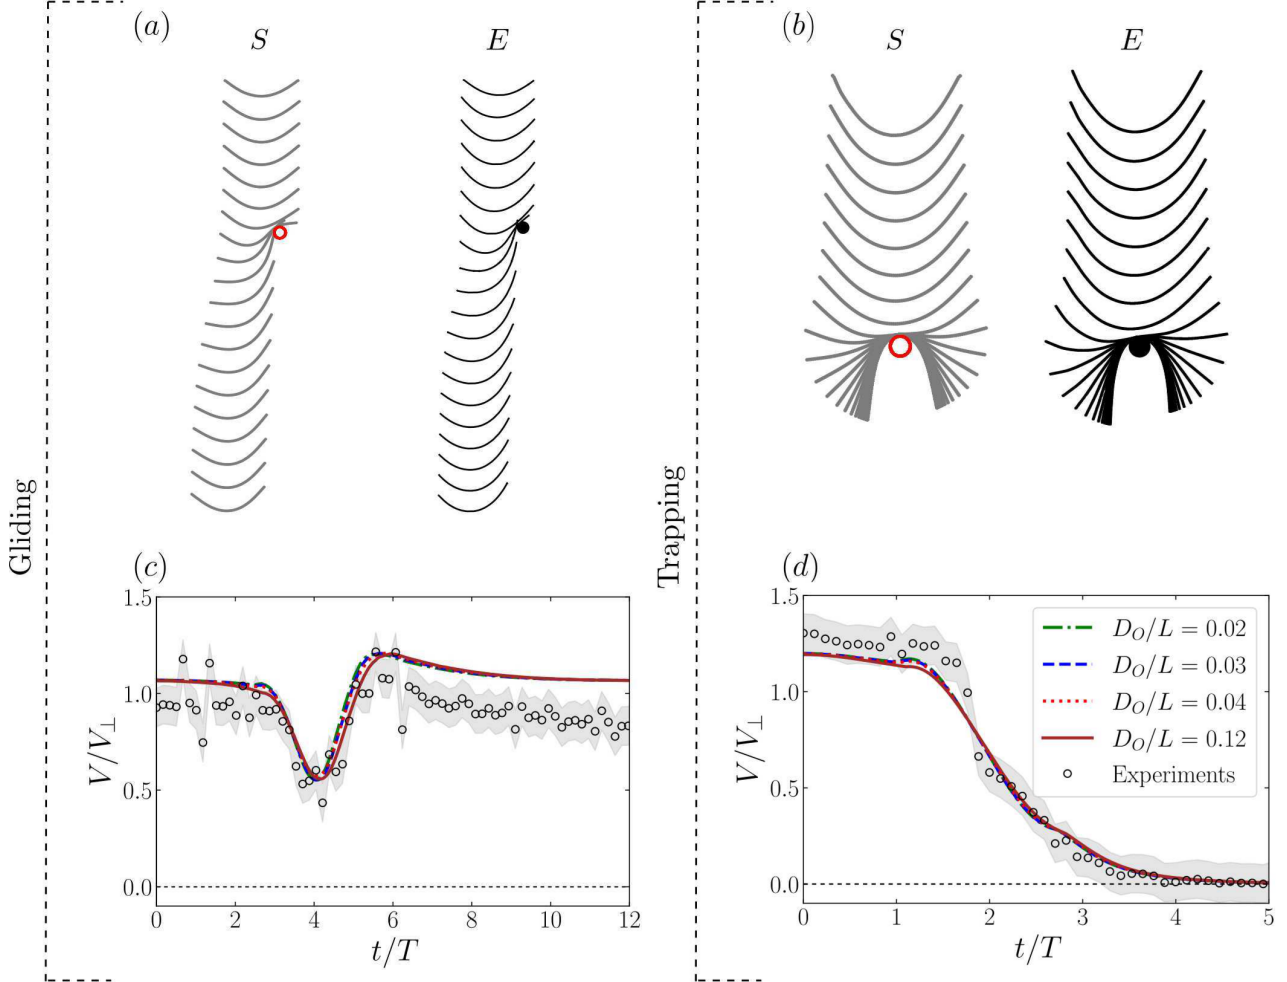 (a)
S
E
Gliding
(b)
S
E
Trapping
(c)
V/V⊥
1.5
1.0
0.5
0.0
0
2
4
6
8
10
12
t/T
(d)
V/V⊥
1.5
1.0
0.5
0.0
0
1
2
3
4
5
t/T
D_O/L = 0.02
D_O/L = 0.03
D_O/L = 0.04
D_O/L = 0.12
Experiments